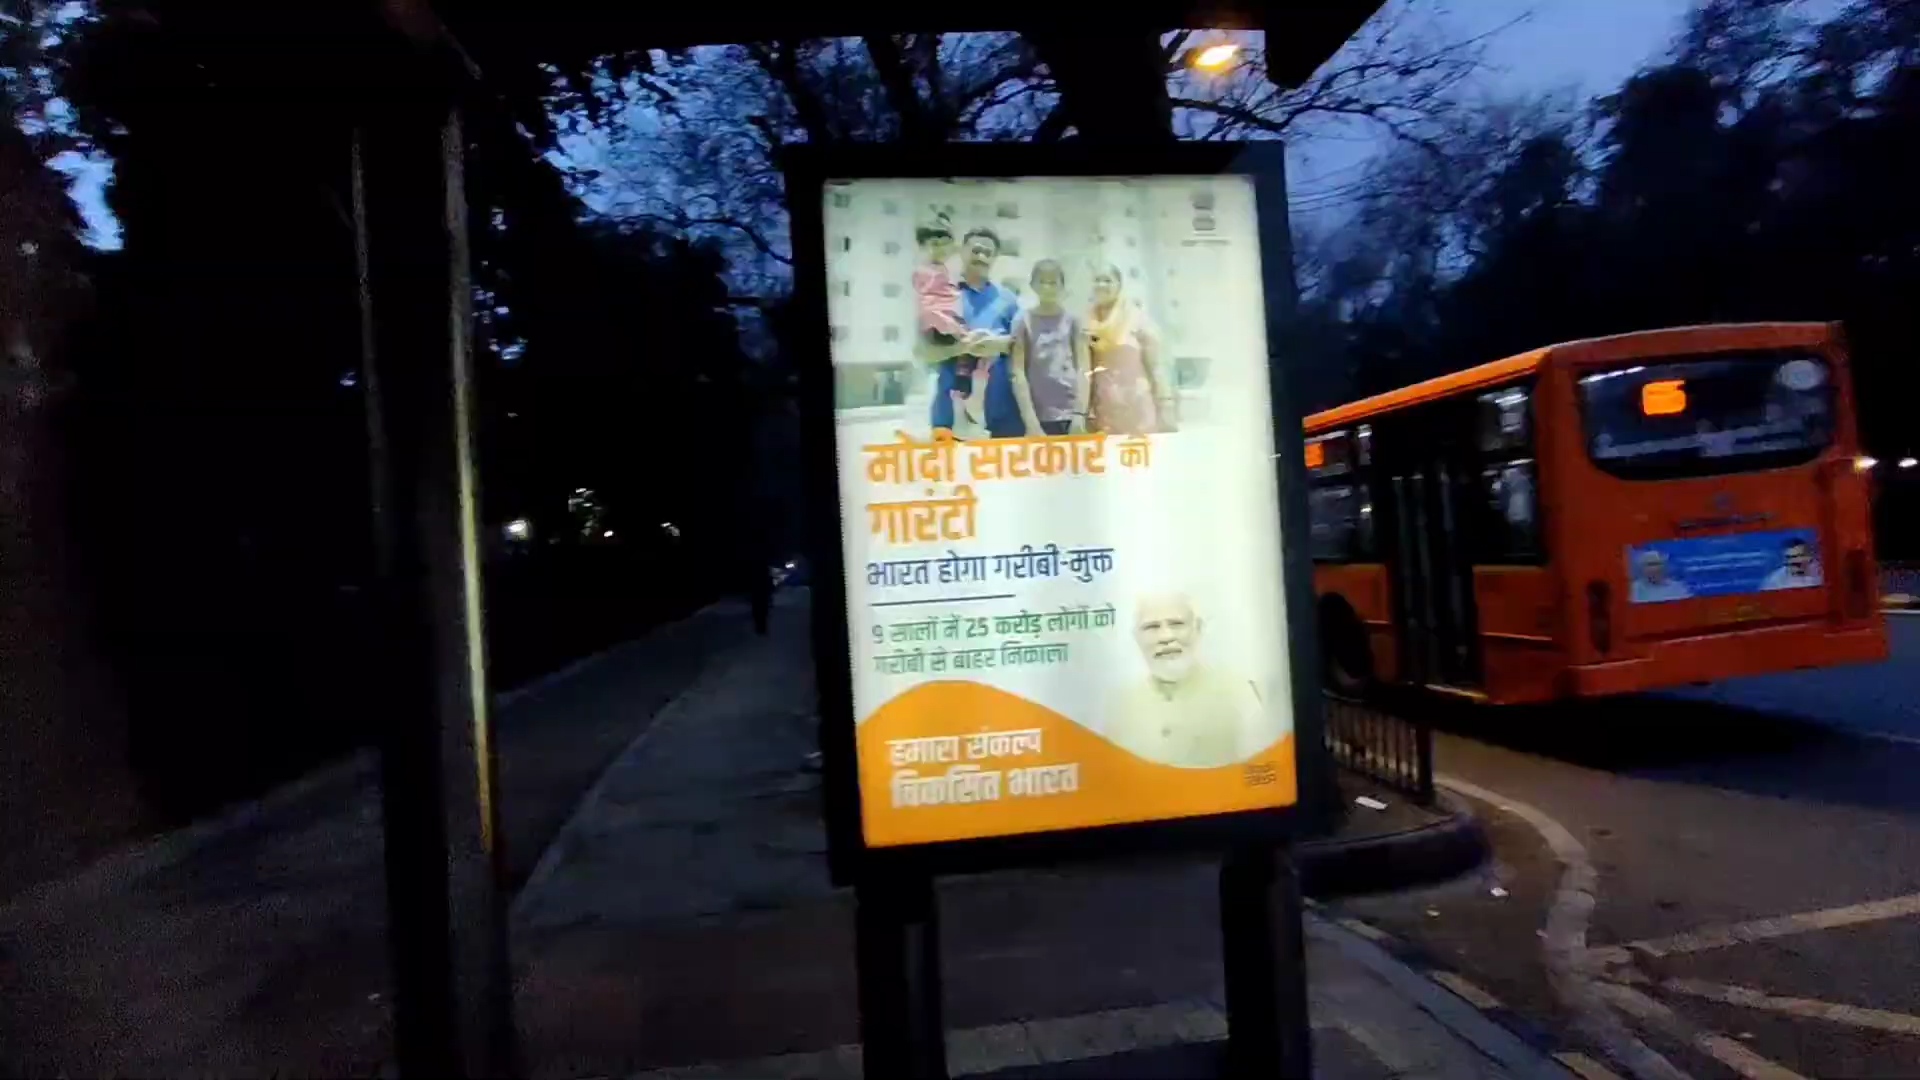 मोदी सरकार की
गारंटी
भारत होगा गरीबी-मुक्त
9 सालों में 25 करोड़ लोगों को
गरीबी से बाहर निकाला
हमारा संकल्प
विकसित भारत